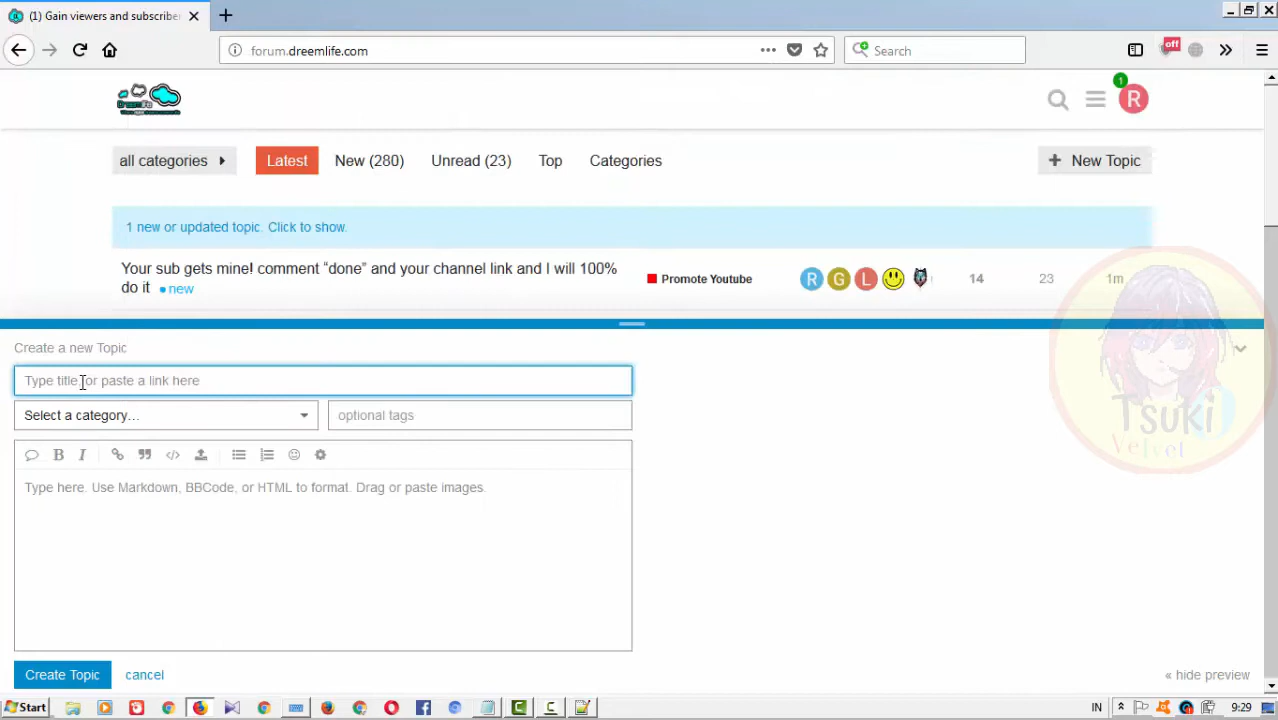 (1) Gain viewers and subscribe
forum.dreemlife.com
Search
off
1
R
all categories
Latest
New (280)
Unread (23)
Top
Categories
+ New Topic
1 new or updated topic. Click to show.
Your sub gets mine! comment “done” and your channel link and I will 100%
do it new
Promote Youtube
R G L
14
23
1m
Create a new Topic
Type title, or paste a link here
Select a category…
optional tags
B I
Type here. Use Markdown, BBCode, or HTML to format. Drag or paste images.
Tsuki
Velvet
Create Topic
cancel
« hide preview
Start
IN
9:29